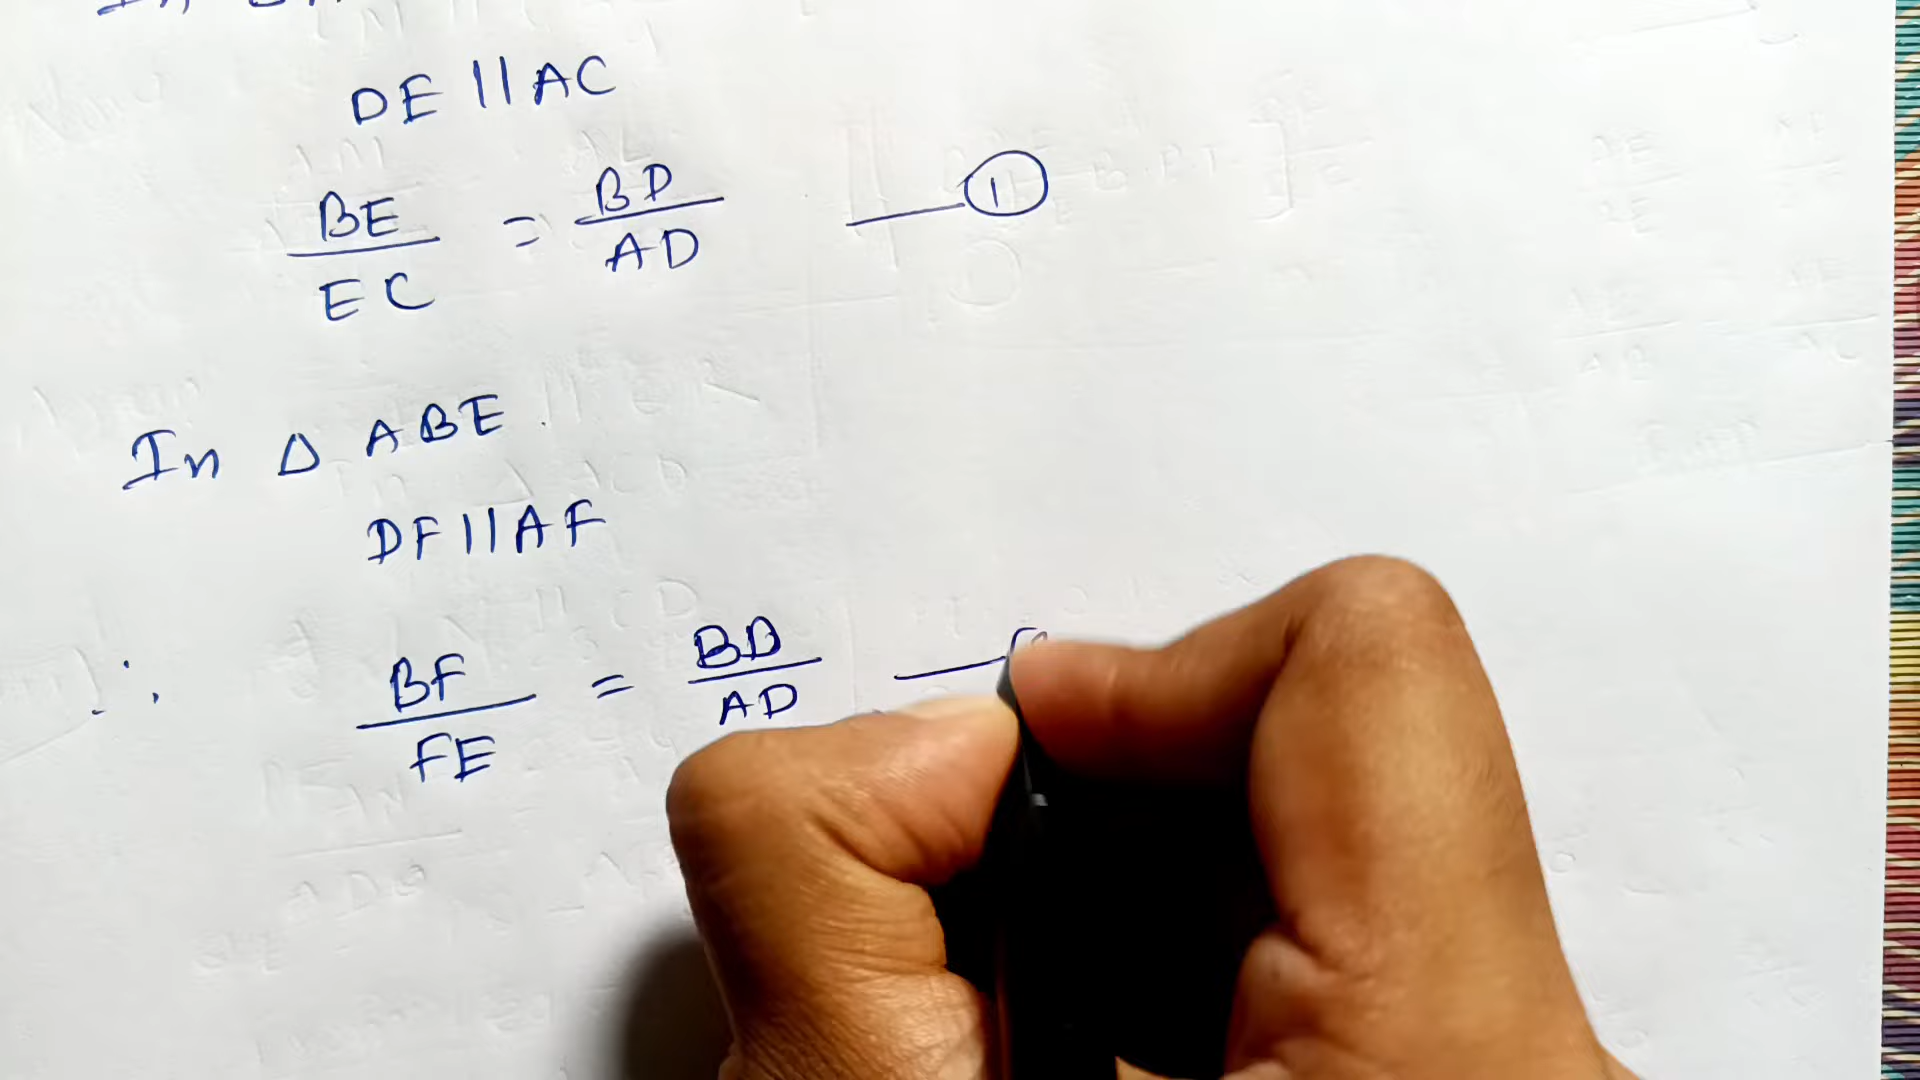 DE || AC
BE/EC = BD/AD —①
In Δ ABE
DF || AF
∴ BF/FE = BD/AD —